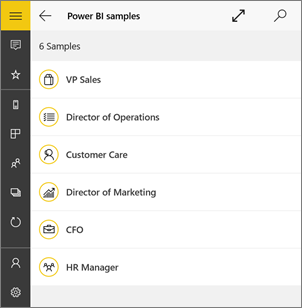 Power BI samples
6 Samples
VP Sales
Director of Operations
Customer Care
Director of Marketing
CFO
HR Manager